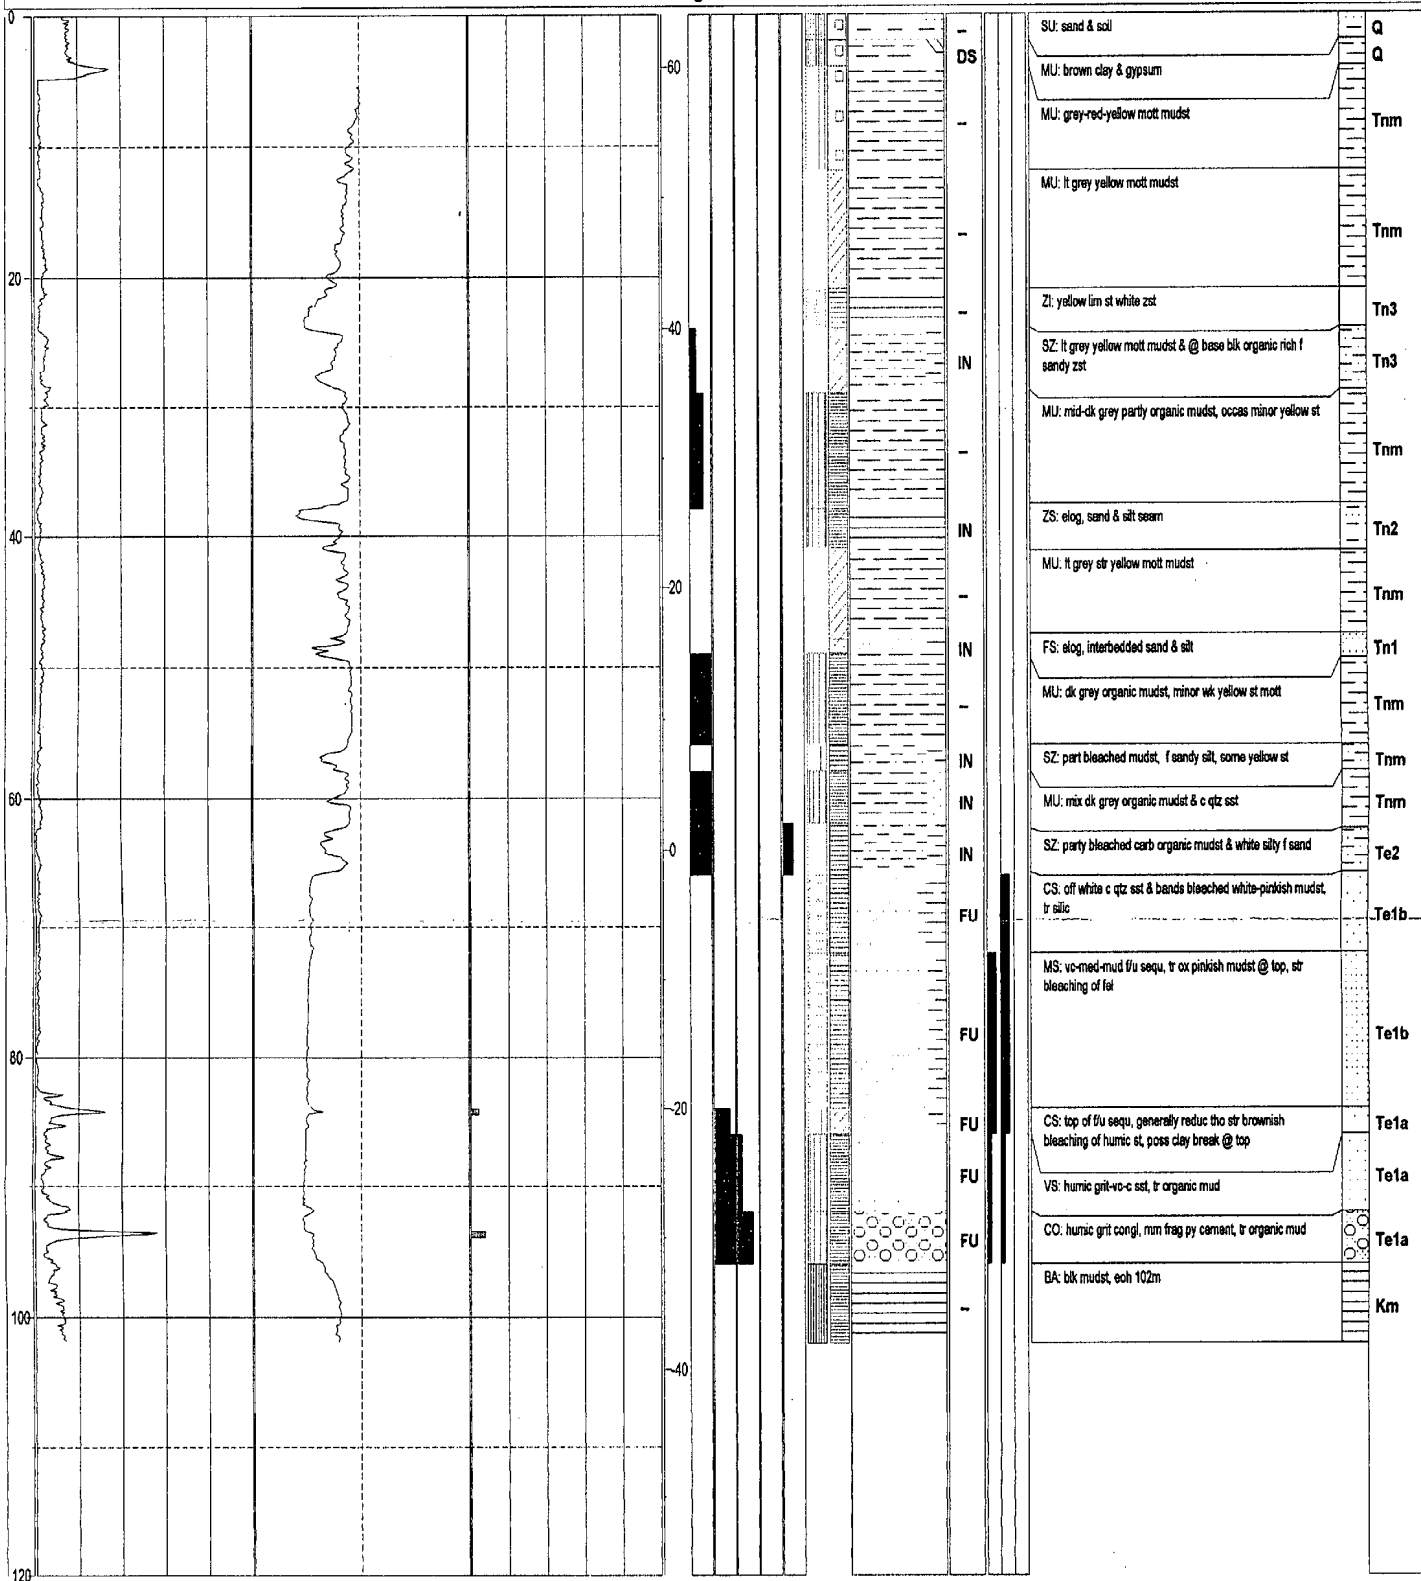 0
20
40
60
80
100
120
60
40
20
0
-20
-40
-
DS
-
-
-
IN
-
IN
-
IN
-
IN
IN
IN
FU
FU
FU
FU
FU
-
SU: sand & soil
MU: brown clay & gypsum
MU: grey-red-yellow mott mudst
MU: lt grey yellow mott mudst
ZI: yellow lim st white zst
SZ: lt grey yellow mott mudst & @ base blk organic rich f
sandy zst
MU: mid-dk grey partly organic mudst, occas minor yellow st
ZS: elog, sand & silt seam
MU: lt grey str yellow mott mudst
FS: elog, interbedded sand & silt
MU: dk grey organic mudst, minor wk yellow st mott
SZ: part bleached mudst, f sandy silt, some yellow st
MU: mix dk grey organic mudst & c qtz sst
SZ: party bleached carb organic mudst & white silty f sand
CS: off white c qtz sst & bands bleached white-pinkish mudst,
tr silic
MS: vc-med-mud f/u sequ, tr ox pinkish mudst @ top, str
bleaching of fel
CS: top of f/u sequ, generally reduc tho str brownish
bleaching of humic st, poss clay break @ top
VS: humic grit-vc-c sst, tr organic mud
CO: humic grit congl, mm frag py cement, tr organic mud
BA: blk mudst, eoh 102m
Q
Q
Tnm
Tnm
Tn3
Tn3
Tnm
Tn2
Tnm
Tn1
Tnm
Tnm
Tnm
Te2
Te1b
Te1b
Te1a
Te1a
Te1a
Km